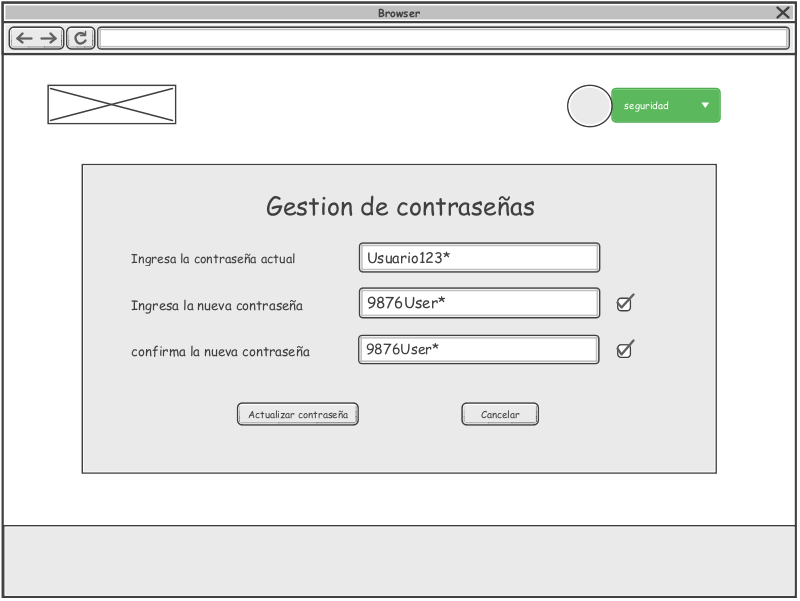 Browser
seguridad
Gestion de contraseñas
Ingresa la contraseña actual
Usuario123*
Ingresa la nueva contraseña
9876User*
confirma la nueva contraseña
9876User*
Actualizar contraseña
Cancelar